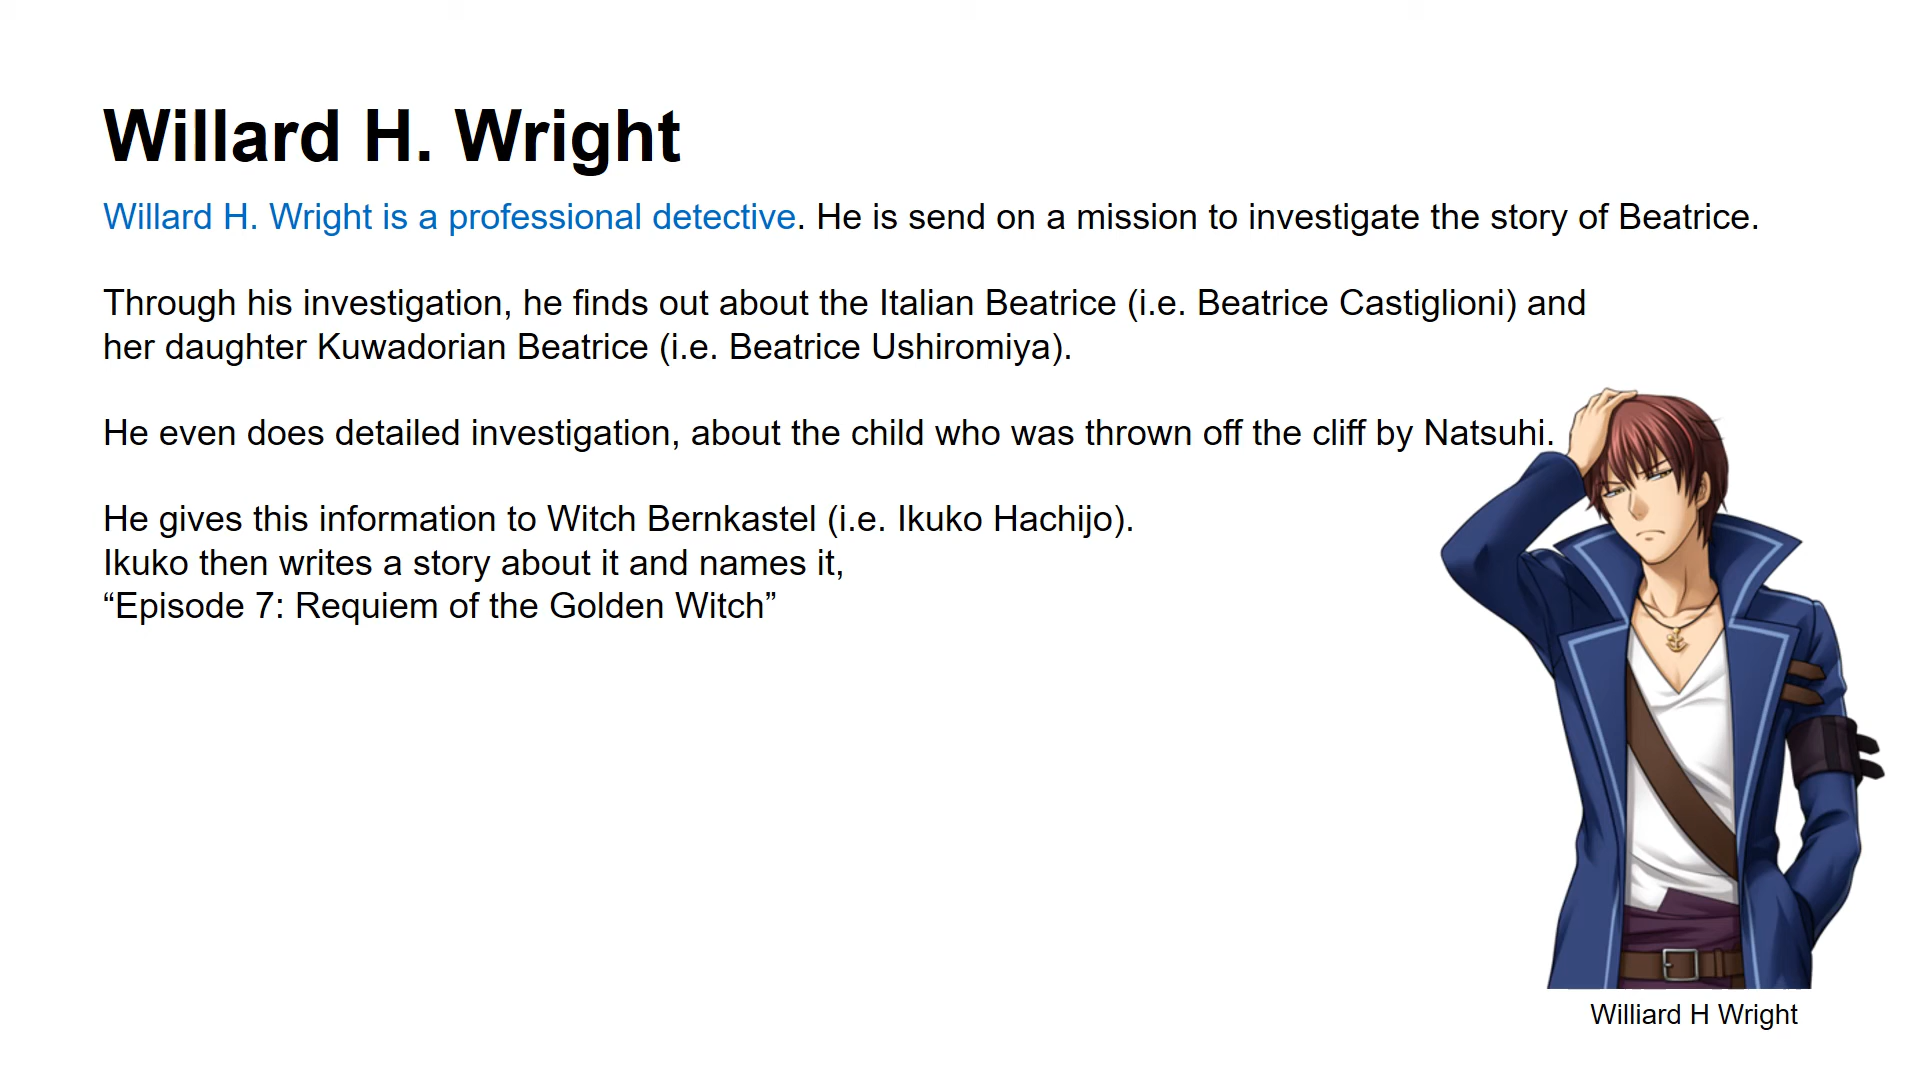 Willard H. Wright
Willard H. Wright is a professional detective. He is send on a mission to investigate the story of Beatrice.
Through his investigation, he finds out about the Italian Beatrice (i.e. Beatrice Castiglioni) and
her daughter Kuwadorian Beatrice (i.e. Beatrice Ushiromiya).
He even does detailed investigation, about the child who was thrown off the cliff by Natsuhi.
He gives this information to Witch Bernkastel (i.e. Ikuko Hachijo).
Ikuko then writes a story about it and names it,
“Episode 7: Requiem of the Golden Witch”
Williard H Wright